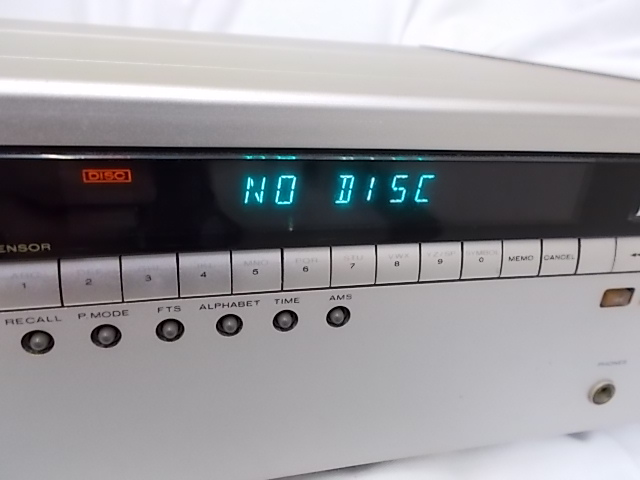 DISC
NO DISC
ENSOR
1 2 3 4 5 6 7 8 9 0 MEMO CANCEL
RECALL P.MODE FTS ALPHABET TIME AMS
PHONES